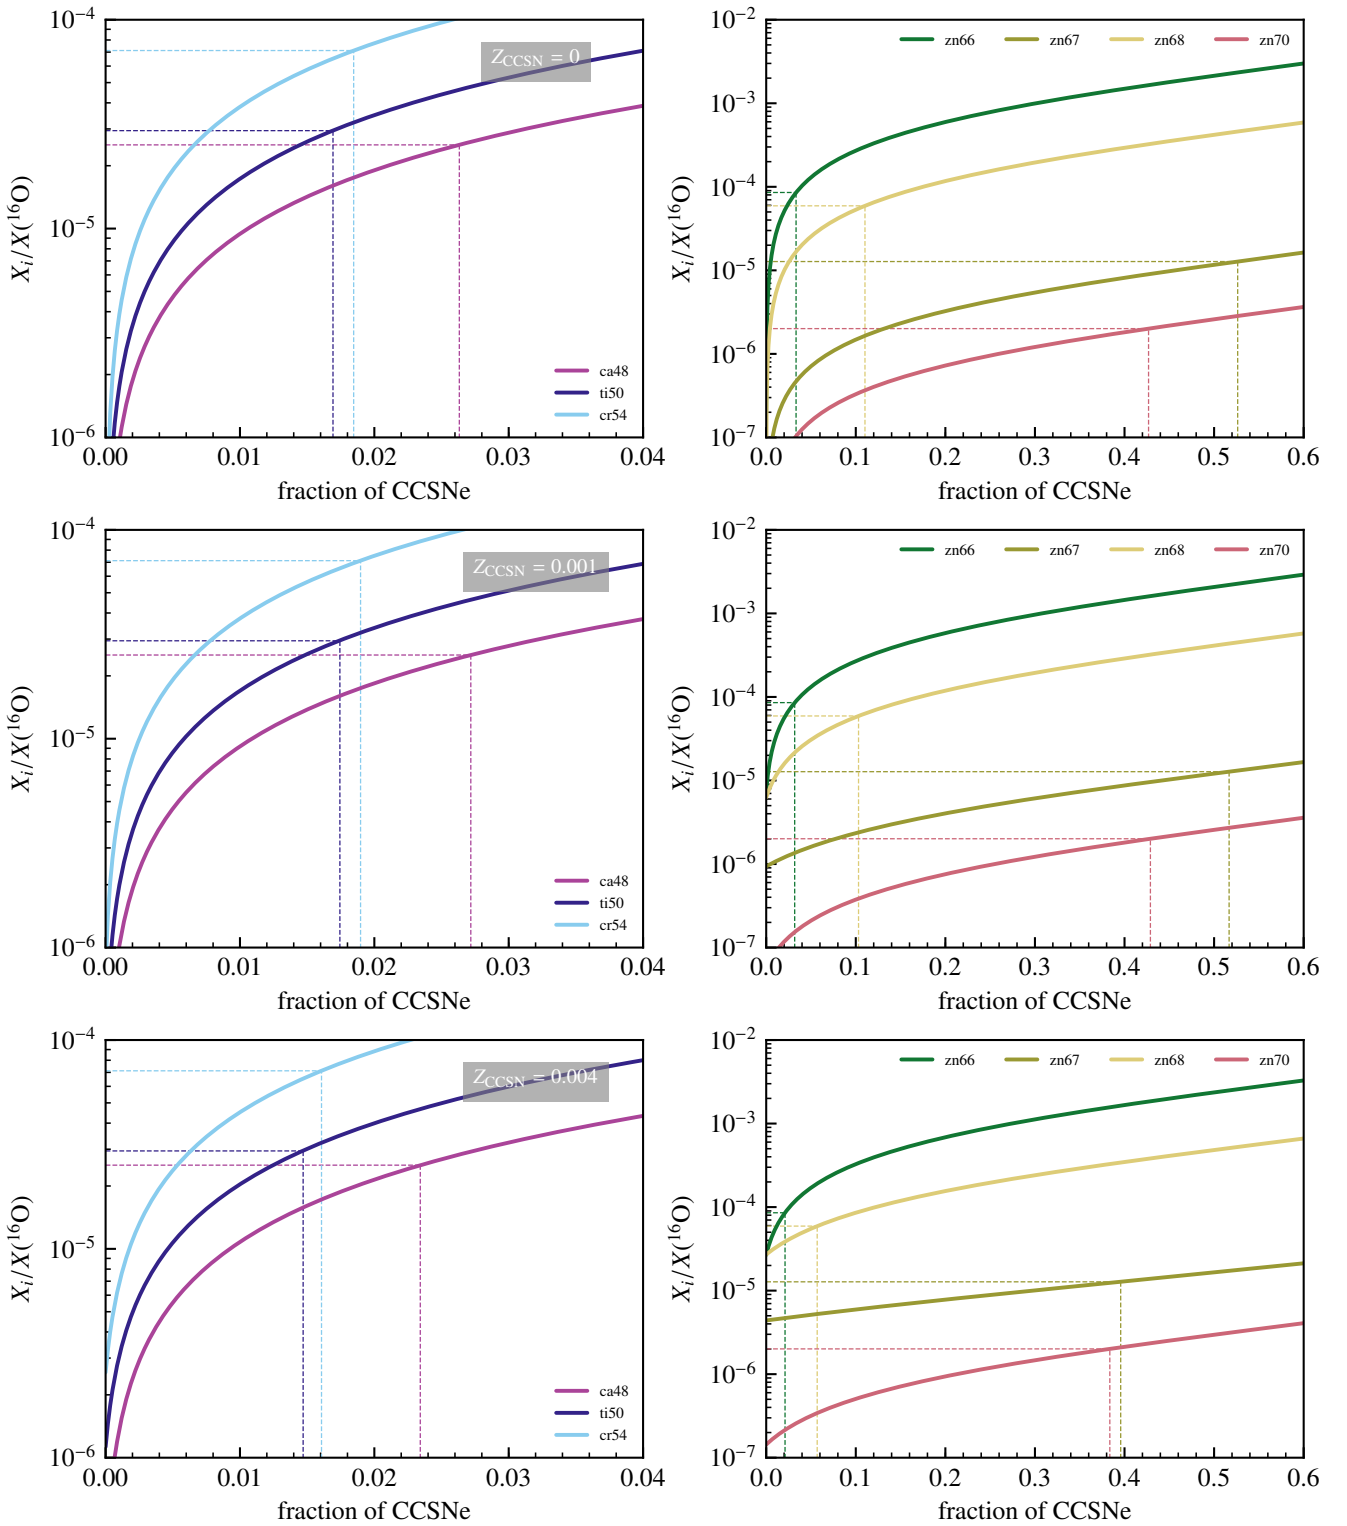 10⁻⁴
10⁻⁵
10⁻⁶
Xᵢ/X(¹⁶O)
Z_CCSN = 0
ca48
ti50
cr54
0.00 0.01 0.02 0.03 0.04
fraction of CCSNe
10⁻²
10⁻³
10⁻⁴
10⁻⁵
10⁻⁶
10⁻⁷
Xᵢ/X(¹⁶O)
zn66 zn67 zn68 zn70
0.0 0.1 0.2 0.3 0.4 0.5 0.6
fraction of CCSNe
10⁻⁴
10⁻⁵
10⁻⁶
Xᵢ/X(¹⁶O)
Z_CCSN = 0.001
ca48
ti50
cr54
0.00 0.01 0.02 0.03 0.04
fraction of CCSNe
10⁻²
10⁻³
10⁻⁴
10⁻⁵
10⁻⁶
10⁻⁷
Xᵢ/X(¹⁶O)
zn66 zn67 zn68 zn70
0.0 0.1 0.2 0.3 0.4 0.5 0.6
fraction of CCSNe
10⁻⁴
10⁻⁵
10⁻⁶
Xᵢ/X(¹⁶O)
Z_CCSN = 0.004
ca48
ti50
cr54
0.00 0.01 0.02 0.03 0.04
fraction of CCSNe
10⁻²
10⁻³
10⁻⁴
10⁻⁵
10⁻⁶
10⁻⁷
Xᵢ/X(¹⁶O)
zn66 zn67 zn68 zn70
0.0 0.1 0.2 0.3 0.4 0.5 0.6
fraction of CCSNe